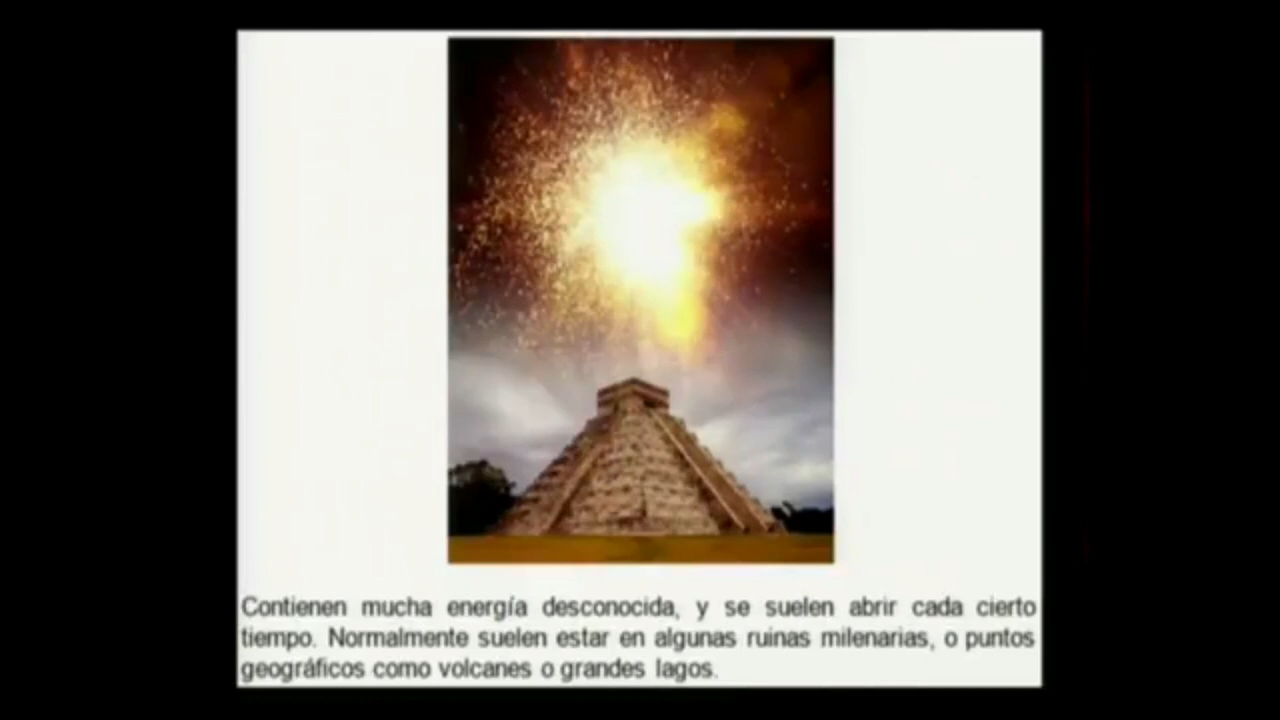 Contienen mucha energía desconocida, y se suelen abrir cada cierto
tiempo. Normalmente suelen estar en algunas ruinas milenarias, o puntos
geográficos como volcanes o grandes lagos.